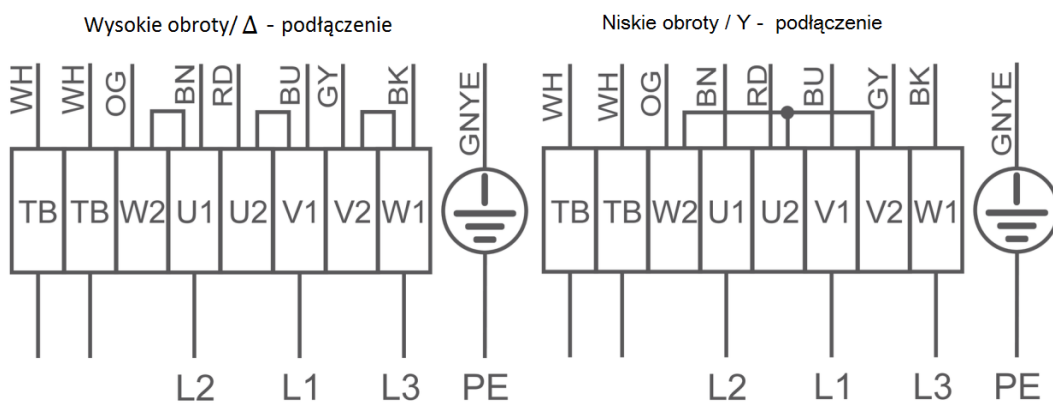 Wysokie obroty/ Δ - podłączenie
WH WH OG BN RD BU GY BK GNYE
TB TB W2 U1 U2 V1 V2 W1
L2 L1 L3 PE
Niskie obroty / Y - podłączenie
WH WH OG BN RD BU GY BK GNYE
TB TB W2 U1 U2 V1 V2 W1
L2 L1 L3 PE